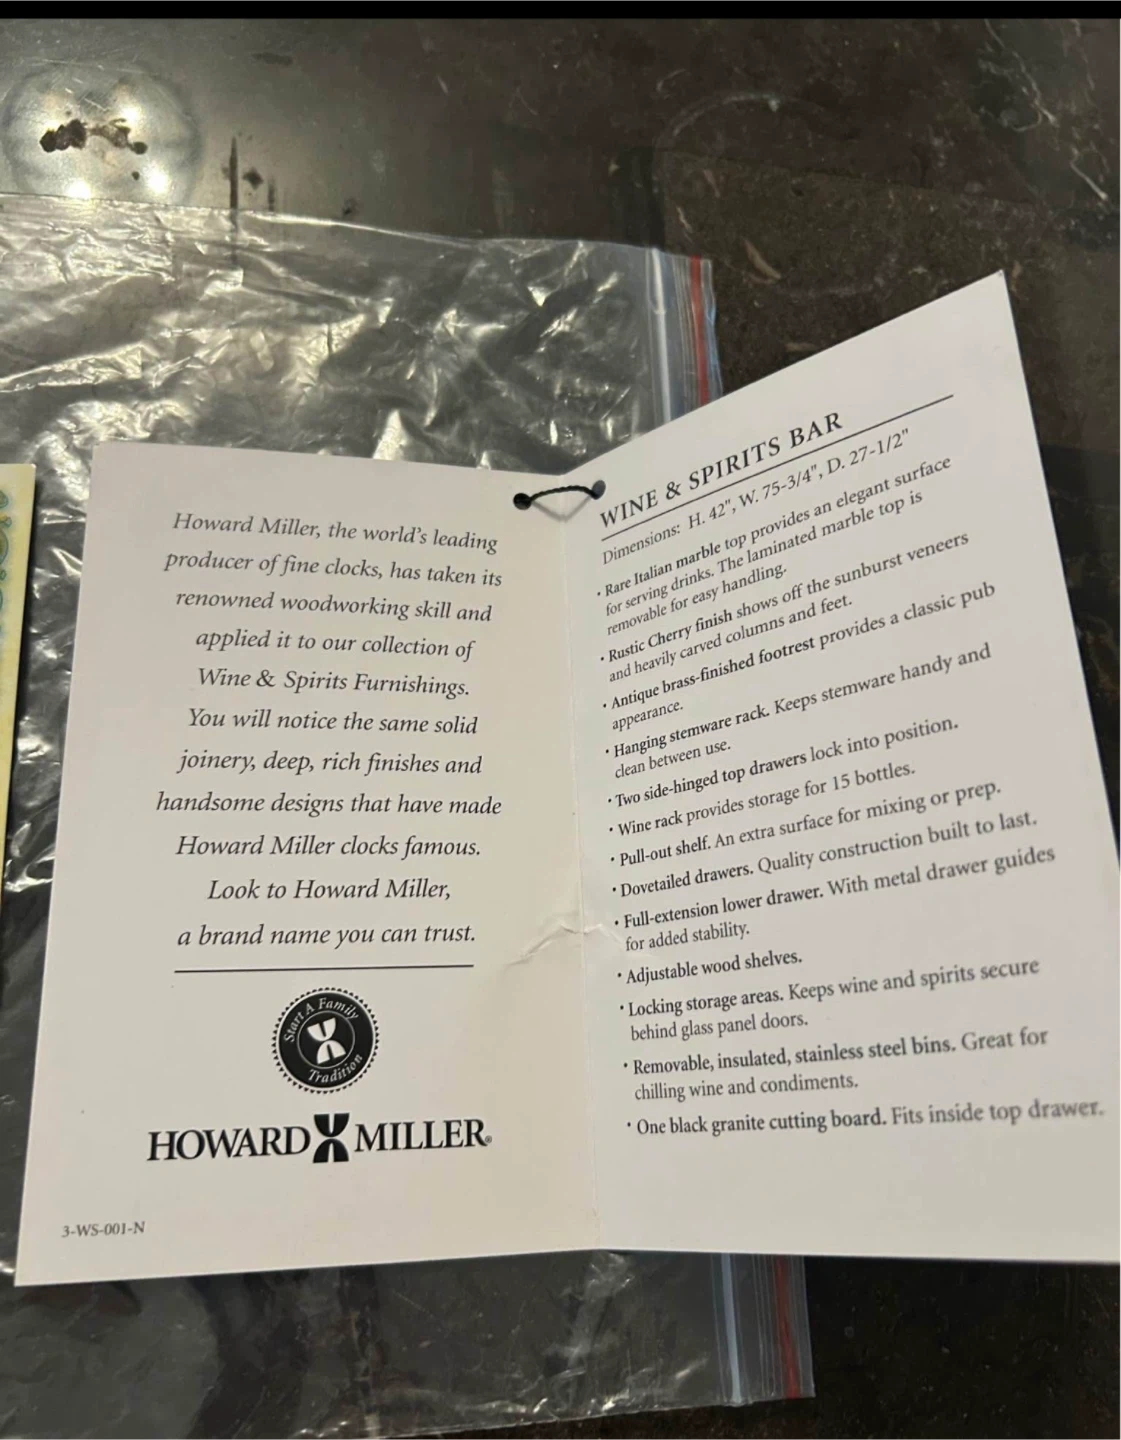 Howard Miller, the world's leading
producer of fine clocks, has taken its
renowned woodworking skill and
applied it to our collection of
Wine & Spirits Furnishings.
You will notice the same solid
joinery, deep, rich finishes and
handsome designs that have made
Howard Miller clocks famous.
Look to Howard Miller,
a brand name you can trust.
Start A Family
Tradition
HOWARD MILLER®
3-WS-001-N
WINE & SPIRITS BAR
Dimensions: H. 42", W. 75-3/4", D. 27-1/2"
• Rare Italian marble top provides an elegant surface
for serving drinks. The laminated marble top is
removable for easy handling.
• Rustic Cherry finish shows off the sunburst veneers
and heavily carved columns and feet.
• Antique brass-finished footrest provides a classic pub
appearance.
• Hanging stemware rack. Keeps stemware handy and
clean between use.
• Two side-hinged top drawers lock into position.
• Wine rack provides storage for 15 bottles.
• Pull-out shelf. An extra surface for mixing or prep.
• Dovetailed drawers. Quality construction built to last.
• Full-extension lower drawer. With metal drawer guides
for added stability.
• Adjustable wood shelves.
• Locking storage areas. Keeps wine and spirits secure
behind glass panel doors.
• Removable, insulated, stainless steel bins. Great for
chilling wine and condiments.
• One black granite cutting board. Fits inside top drawer.